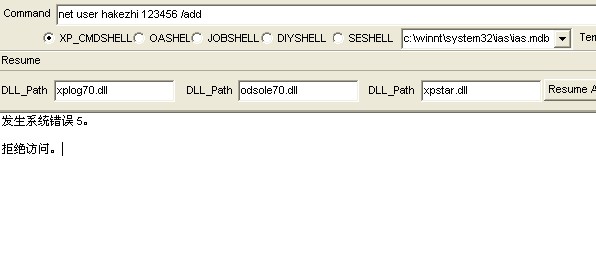 Command net user hakezhi 123456 /add
XP_CMDSHELL OASHEL JOBSHELL DIYSHELL SESHELL c:\winnt\system32\ias\ias.mdb Ten
Resume
DLL_Path xplog70.dll DLL_Path odsole70.dll DLL_Path xpstar.dll Resume A
发生系统错误 5。
拒绝访问。